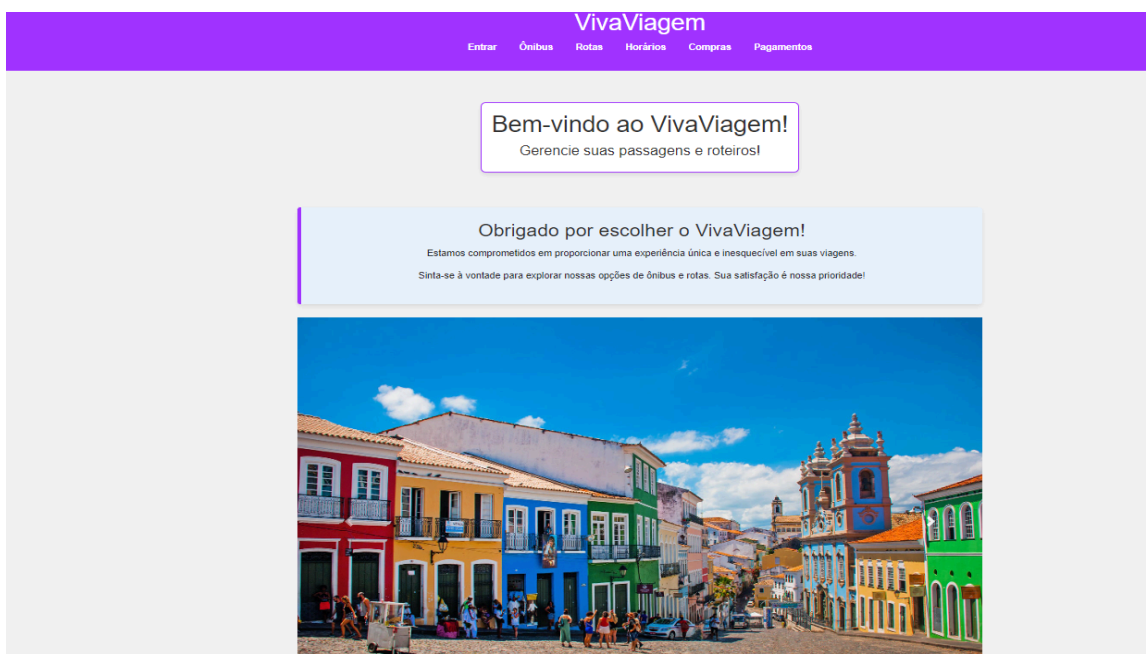 VivaViagem
Entrar Ônibus Rotas Horários Compras Pagamentos
Bem-vindo ao VivaViagem!
Gerencie suas passagens e roteiros!
Obrigado por escolher o VivaViagem!
Estamos comprometidos em proporcionar uma experiência única e inesquecível em suas viagens.
Sinta-se à vontade para explorar nossas opções de ônibus e rotas. Sua satisfação é nossa prioridade!